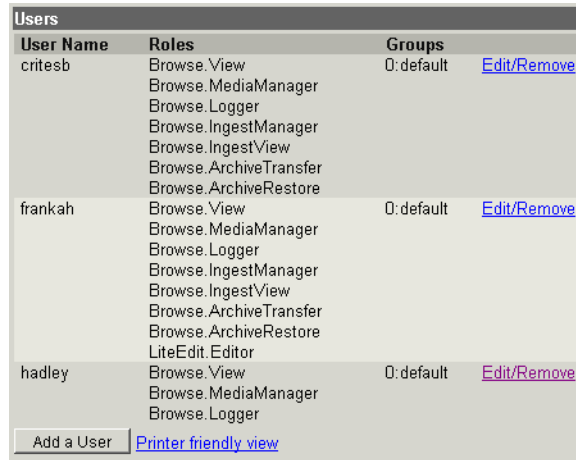 Users
User Name Roles Groups
critesb Browse.View 0:default Edit/Remove
Browse.MediaManager
Browse.Logger
Browse.IngestManager
Browse.IngestView
Browse.ArchiveTransfer
Browse.ArchiveRestore
frankah Browse.View 0:default Edit/Remove
Browse.MediaManager
Browse.Logger
Browse.IngestManager
Browse.IngestView
Browse.ArchiveTransfer
Browse.ArchiveRestore
LiteEdit.Editor
hadley Browse.View 0:default Edit/Remove
Browse.MediaManager
Browse.Logger
Add a User Printer friendly view